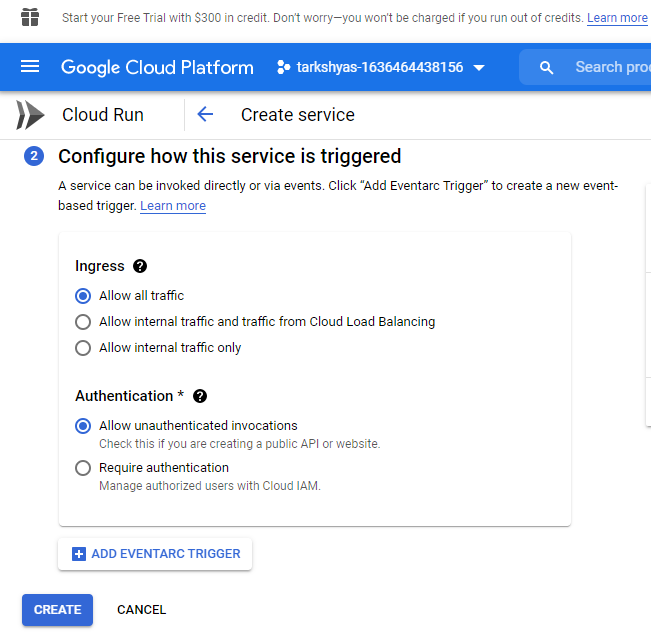 Start your Free Trial with $300 in credit. Don't worry—you won't be charged if you run out of credits. Learn more
Google Cloud Platform
tarkshyas-1636464438156
Search proc
Cloud Run
Create service
2
Configure how this service is triggered
A service can be invoked directly or via events. Click “Add Eventarc Trigger” to create a new event-
based trigger. Learn more
Ingress ?
Allow all traffic
Allow internal traffic and traffic from Cloud Load Balancing
Allow internal traffic only
Authentication * ?
Allow unauthenticated invocations
Check this if you are creating a public API or website.
Require authentication
Manage authorized users with Cloud IAM.
ADD EVENTARC TRIGGER
CREATE
CANCEL